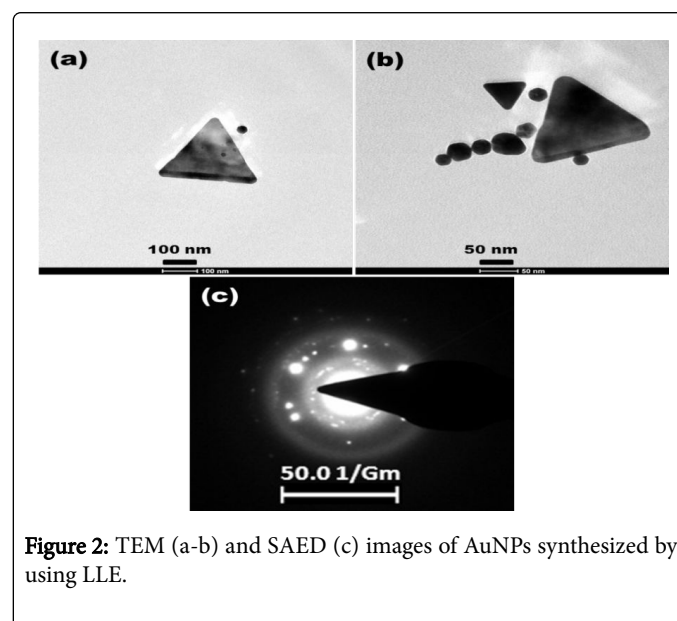 (a)
100 nm
100 nm
(b)
50 nm
50 nm
(c)
50.0 1/Gm
Figure 2: TEM (a-b) and SAED (c) images of AuNPs synthesized by
using LLE.